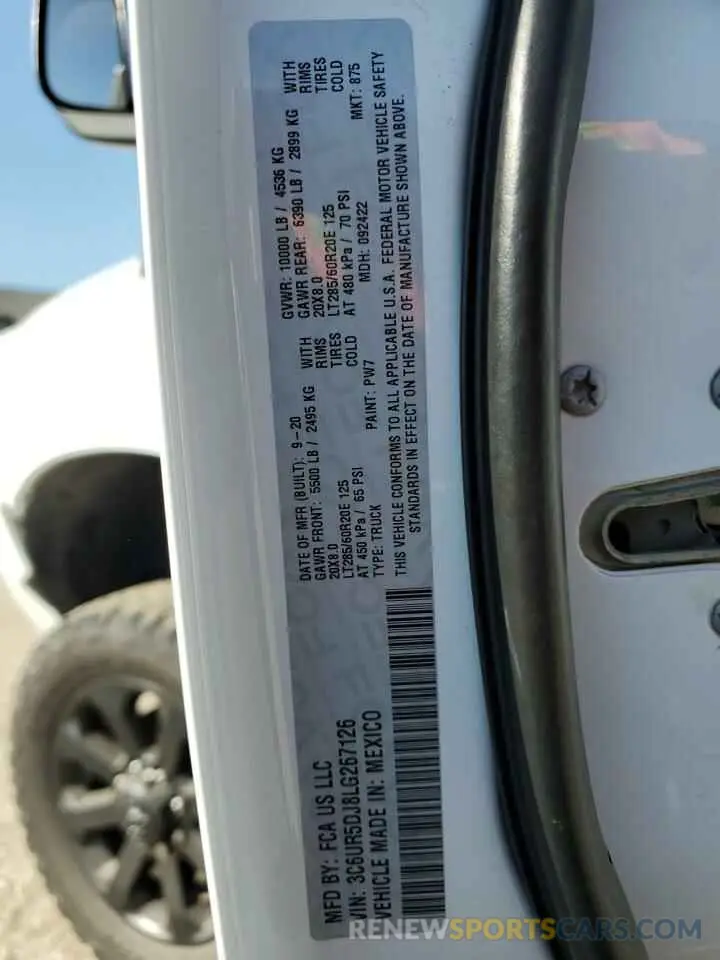 MFD BY: FCA US LLC
VIN: 3C6UR5DJ8LG267126
VEHICLE MADE IN: MEXICO
DATE OF MFR (BUILT): 9-20
GVWR: 10000 LB / 4536 KG
GAWR FRONT: 5500 LB / 2495 KG WITH
GAWR REAR: 6390 LB / 2899 KG WITH
20X8.0 RIMS
20X8.0 RIMS
LT285/60R20E 125 TIRES
LT285/60R20E 125 TIRES
AT 450 kPa / 65 PSI COLD
AT 480 kPa / 70 PSI COLD
TYPE: TRUCK PAINT: PW7 MDH: 092422 MKT: 875
THIS VEHICLE CONFORMS TO ALL APPLICABLE U.S.A. FEDERAL MOTOR VEHICLE SAFETY
STANDARDS IN EFFECT ON THE DATE OF MANUFACTURE SHOWN ABOVE.
RENEWSPORTSCARS.COM